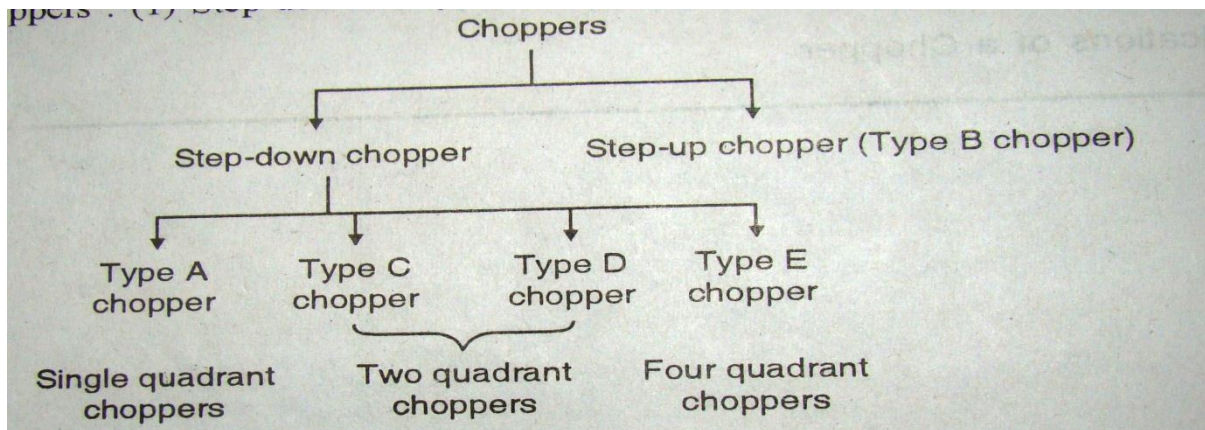 Choppers
Step-down chopper
Step-up chopper (Type B chopper)
Type A
chopper
Type C
chopper
Type D
chopper
Type E
chopper
Single quadrant
choppers
Two quadrant
choppers
Four quadrant
choppers